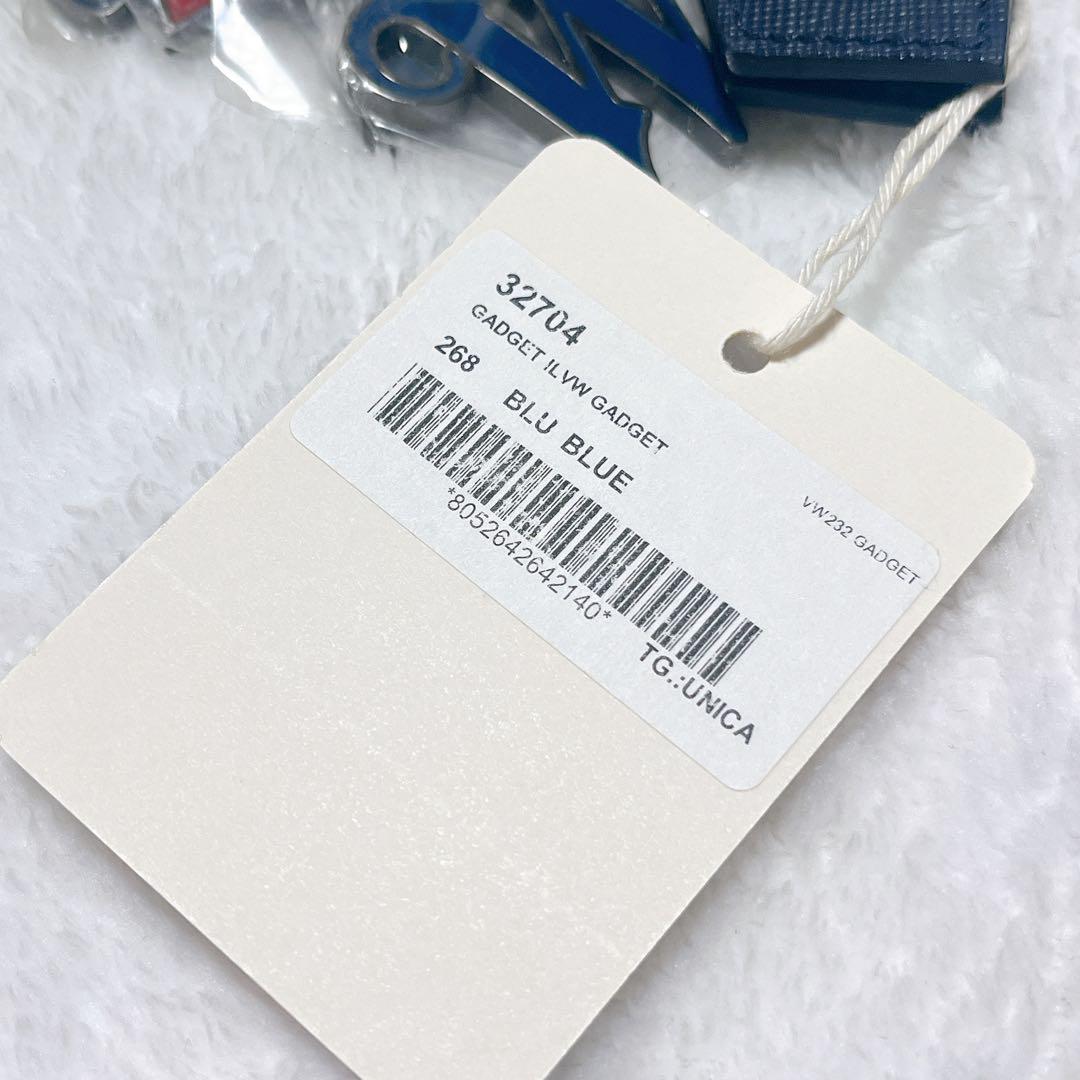 32704
GADGET ILVW GADGET
268 BLU BLUE
VW232 GADGET
*8052642642140*
TG.:UNICA